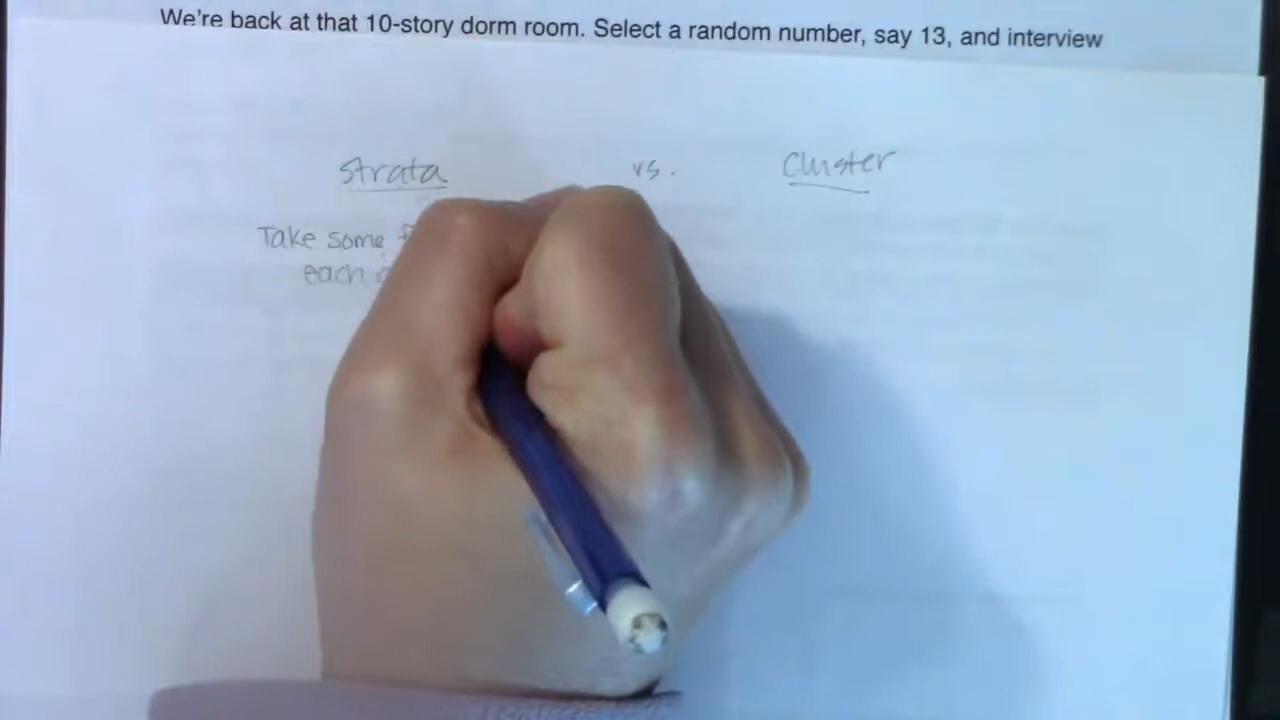 We're back at that 10-story dorm room. Select a random number, say 13, and interview
Strata vs. Cluster
Take some
each